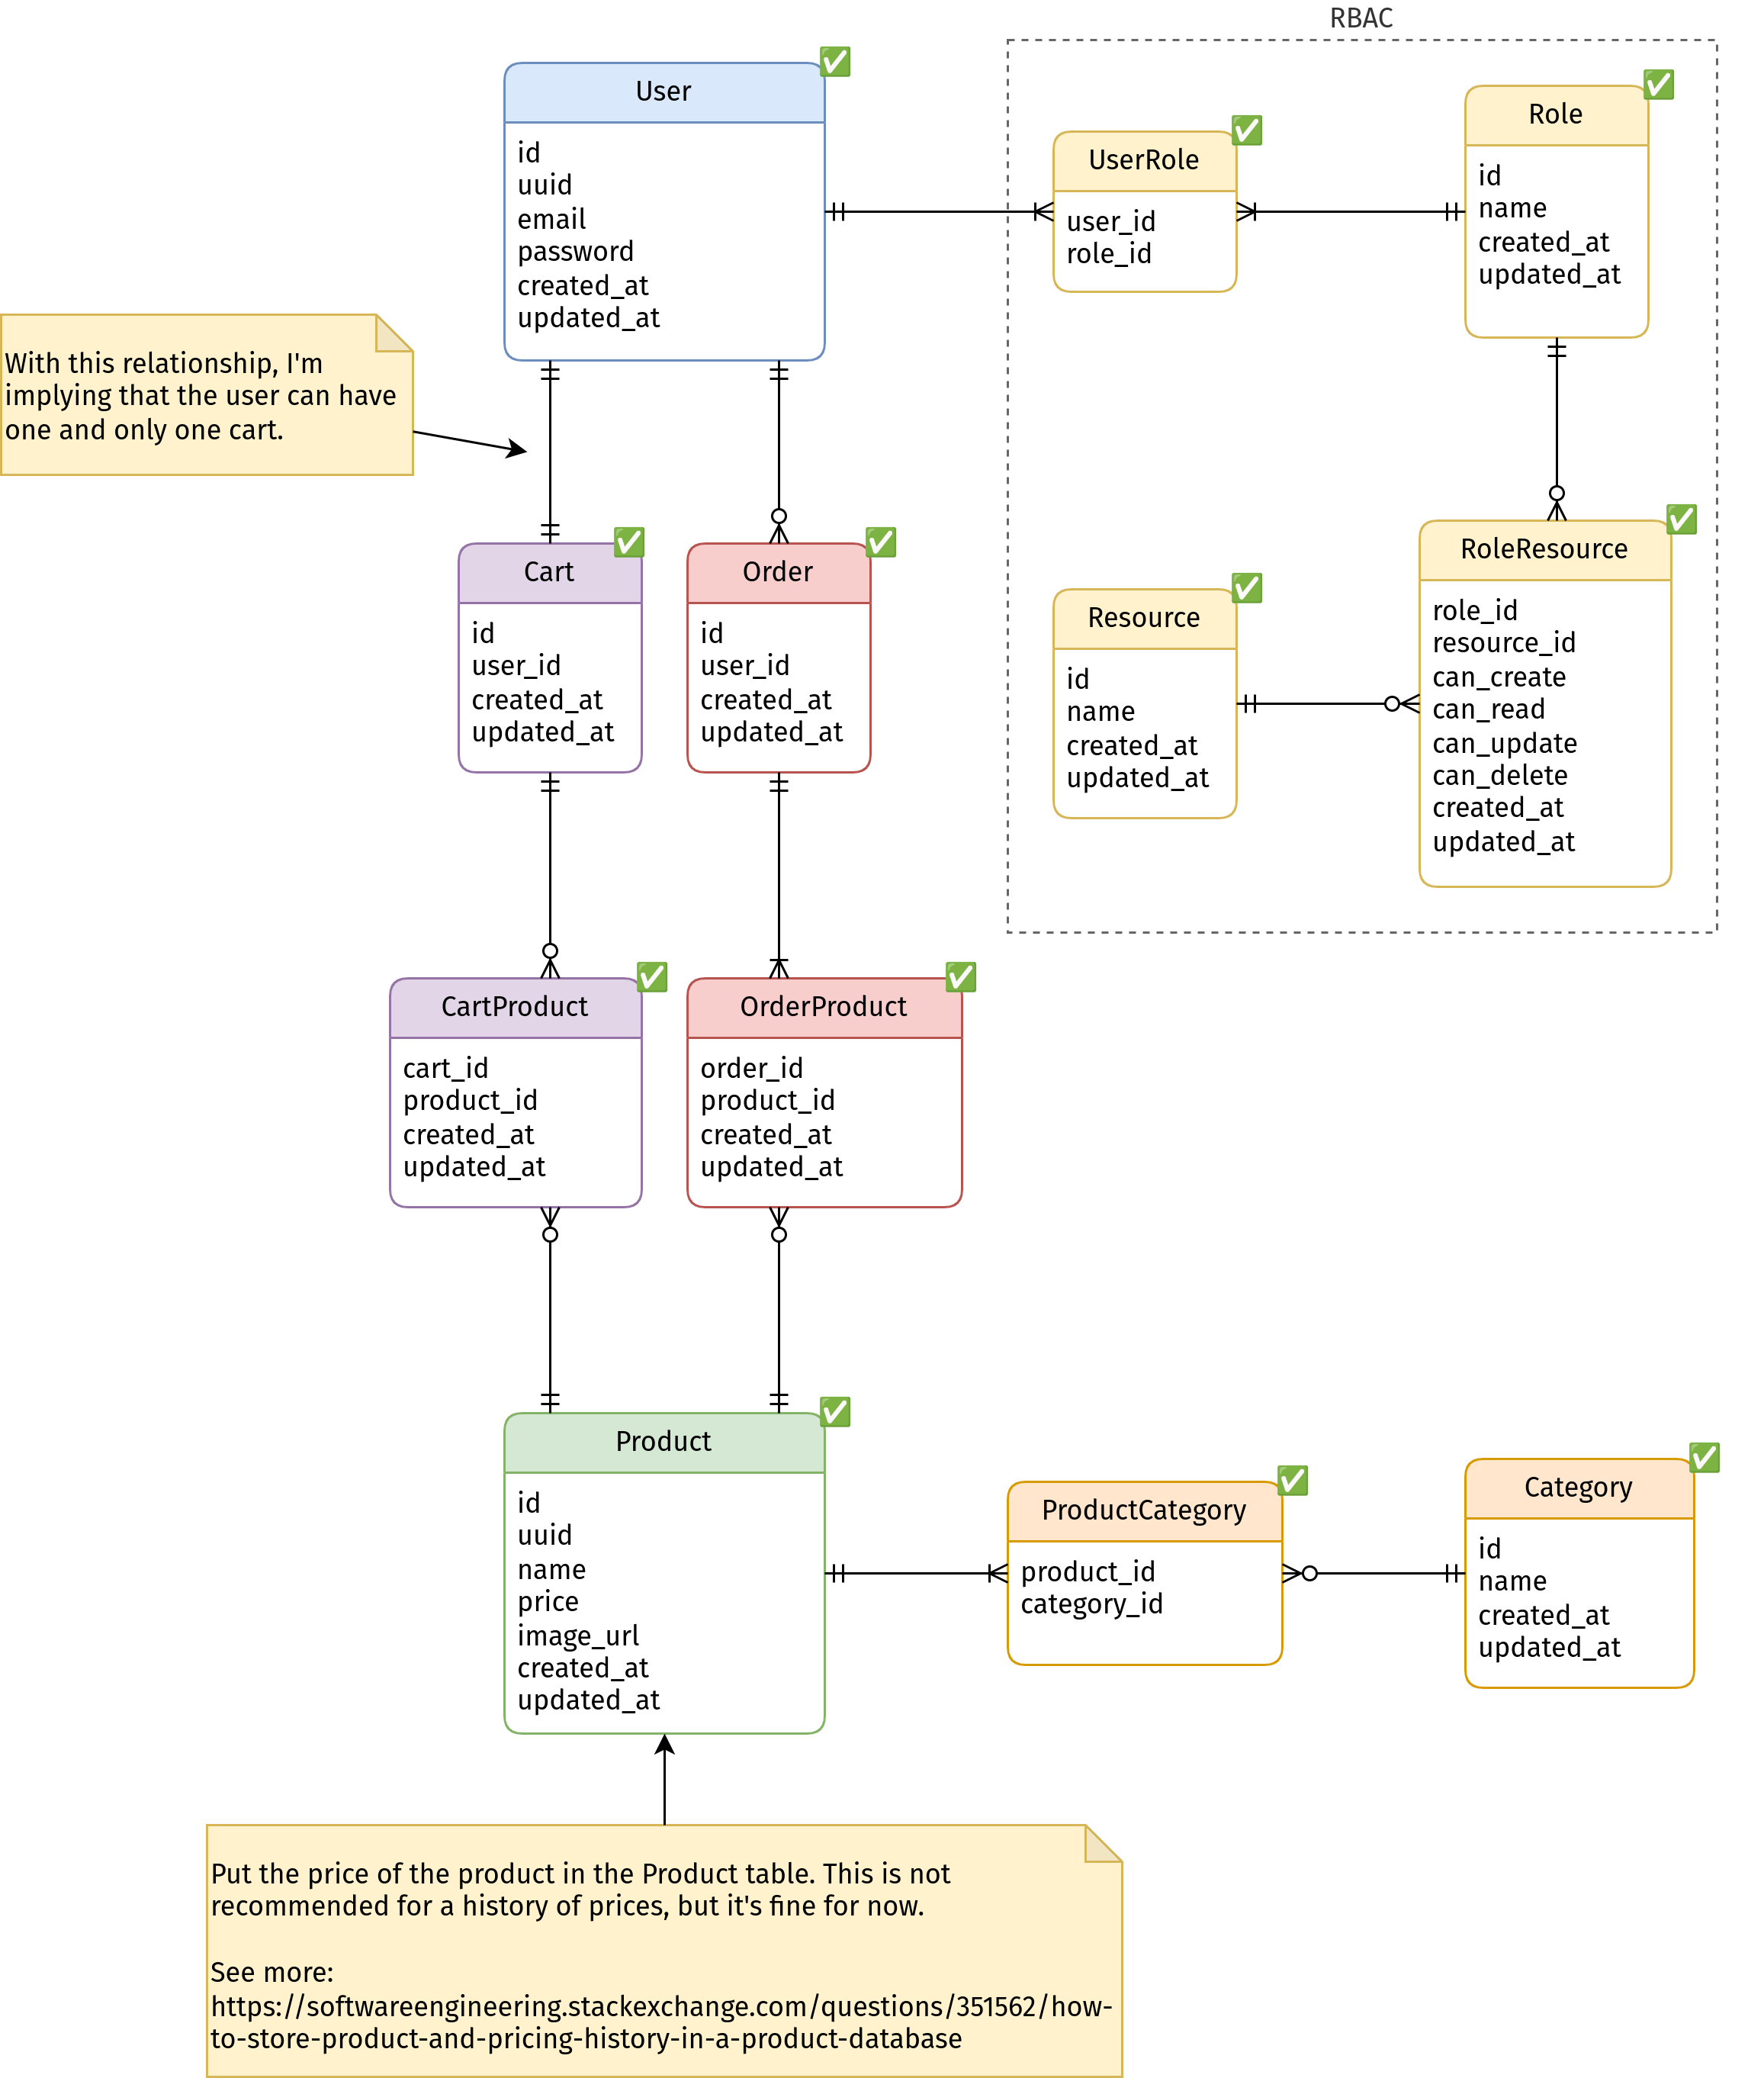 RBAC
User
id
uuid
email
password
created_at
updated_at
UserRole
user_id
role_id
Role
id
name
created_at
updated_at
With this relationship, I'm
implying that the user can have
one and only one cart.
Cart
id
user_id
created_at
updated_at
Order
id
user_id
created_at
updated_at
Resource
id
name
created_at
updated_at
RoleResource
role_id
resource_id
can_create
can_read
can_update
can_delete
created_at
updated_at
CartProduct
cart_id
product_id
created_at
updated_at
OrderProduct
order_id
product_id
created_at
updated_at
Product
id
uuid
name
price
image_url
created_at
updated_at
ProductCategory
product_id
category_id
Category
id
name
created_at
updated_at
Put the price of the product in the Product table. This is not
recommended for a history of prices, but it's fine for now.
See more:
https://softwareengineering.stackexchange.com/questions/351562/how-
to-store-product-and-pricing-history-in-a-product-database